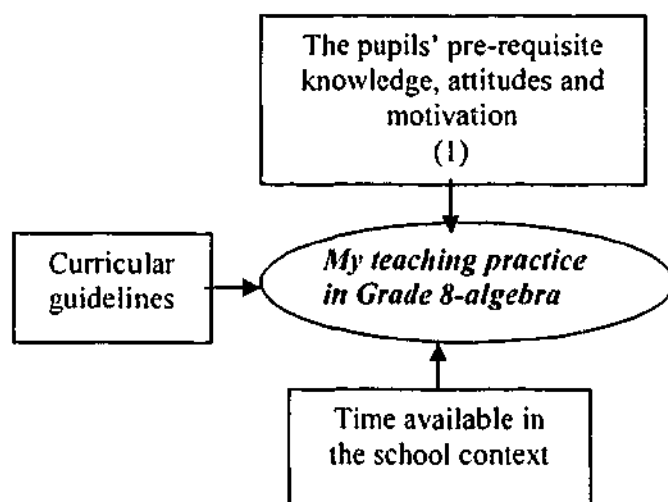 The pupils' pre-requisite
knowledge, attitudes and
motivation
(1)
Curricular
guidelines
My teaching practice
in Grade 8-algebra
Time available in
the school context